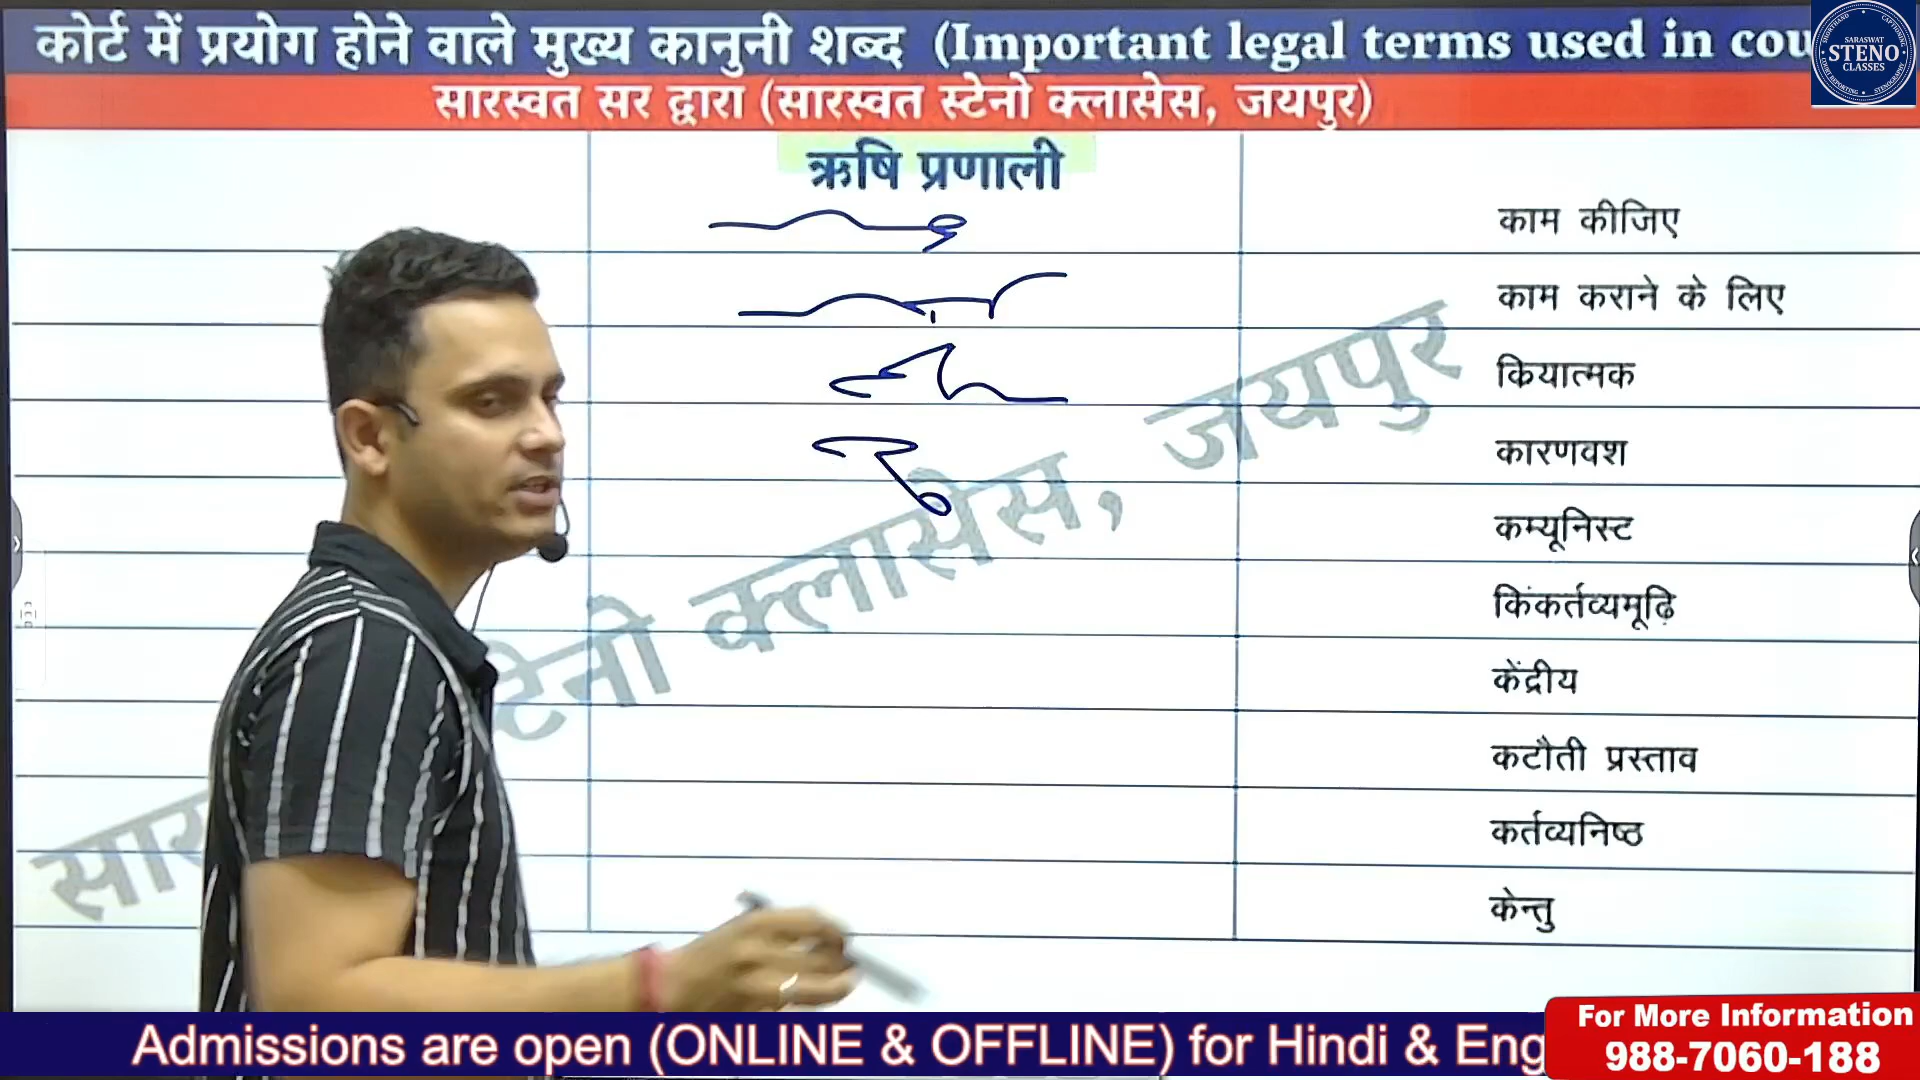 कोर्ट में प्रयोग होने वाले मुख्य कानुनी शब्द (Important legal terms used in cou
SARASWAT
STENO
CLASSES
सारस्वत सर द्वारा (सारस्वत स्टेनो क्लासेस, जयपुर)
ऋषि प्रणाली
काम कीजिए
काम कराने के लिए
कियात्मक
कारणवश
कम्यूनिस्ट
किंकर्तव्यमूढ़ि
केंद्रीय
कटौती प्रस्ताव
कर्तव्यनिष्ठ
केन्तु
सार टेनो क्लासेस, जयपुर
Admissions are open (ONLINE & OFFLINE) for Hindi & Eng
For More Information
988-7060-188